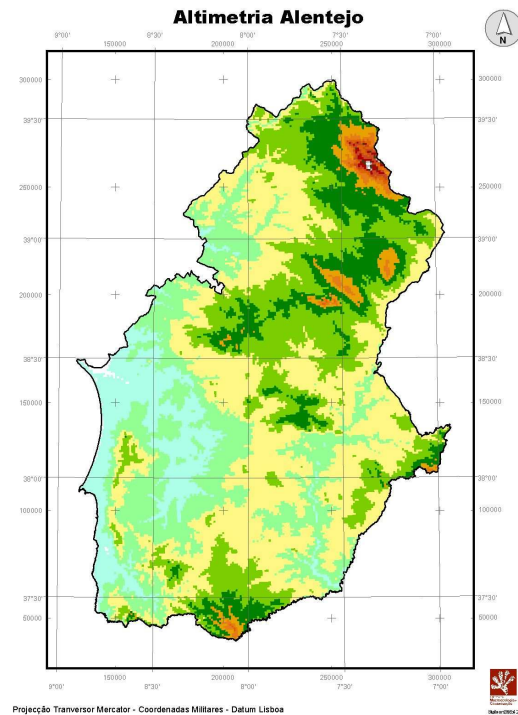 Altimetria Alentejo
N
9°00' 8°30' 8°00' 7°30' 7°00'
150000 200000 250000 300000
300000 300000
39°30' 39°30'
250000 250000
39°00' 39°00'
200000 200000
38°30' 38°30'
150000 150000
38°00' 38°00'
100000 100000
37°30' 37°30'
50000 50000
150000 200000 250000 300000
9°00' 8°30' 8°00' 7°30' 7°00'
Projecção Tranversor Mercator - Coordenadas Militares - Datum Lisboa